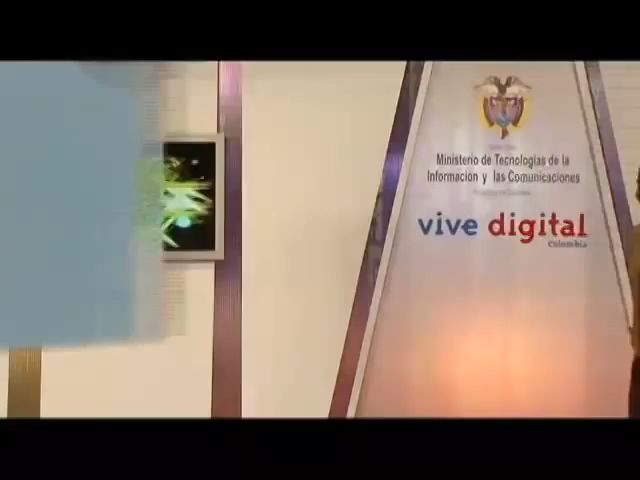 Ministerio de Tecnologías de la
Información y las Comunicaciones
vive digital
Colombia